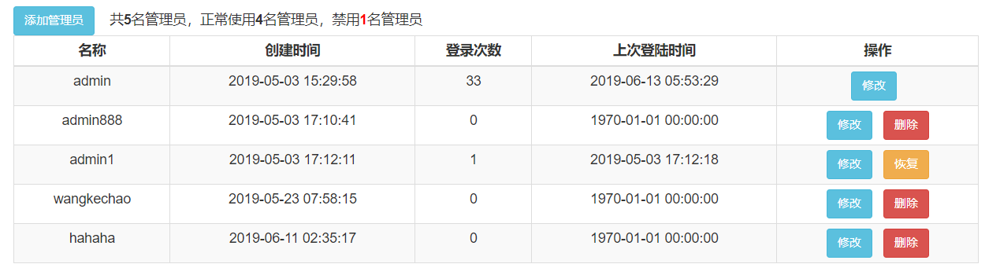 添加管理员 共5名管理员，正常使用4名管理员，禁用1名管理员
名称 创建时间 登录次数 上次登陆时间 操作
admin 2019-05-03 15:29:58 33 2019-06-13 05:53:29 修改
admin888 2019-05-03 17:10:41 0 1970-01-01 00:00:00 修改 删除
admin1 2019-05-03 17:12:11 1 2019-05-03 17:12:18 修改 恢复
wangkechao 2019-05-23 07:58:15 0 1970-01-01 00:00:00 修改 删除
hahaha 2019-06-11 02:35:17 0 1970-01-01 00:00:00 修改 删除